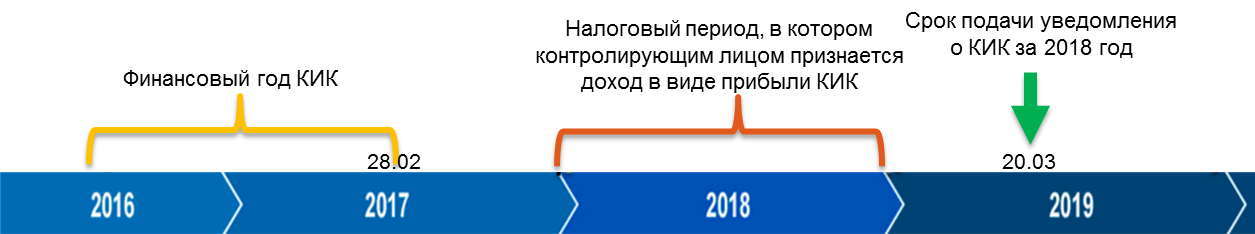 Финансовый год КИК
Налоговый период, в котором
контролирующим лицом признается
доход в виде прибыли КИК
Срок подачи уведомления
о КИК за 2018 год
28.02
20.03
2016
2017
2018
2019